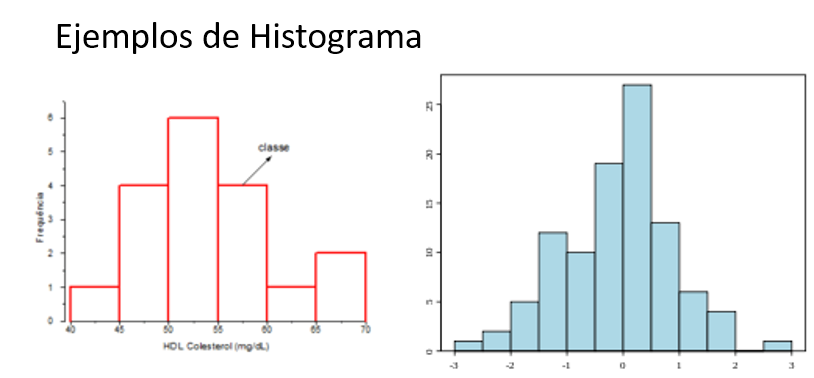 Ejemplos de Histograma
classe
Frequência
6
5
4
3
2
1
0
40 45 50 55 60 65 70
HDL Colesterol (mg/dL)
25
20
15
10
5
0
-3 -2 -1 0 1 2 3